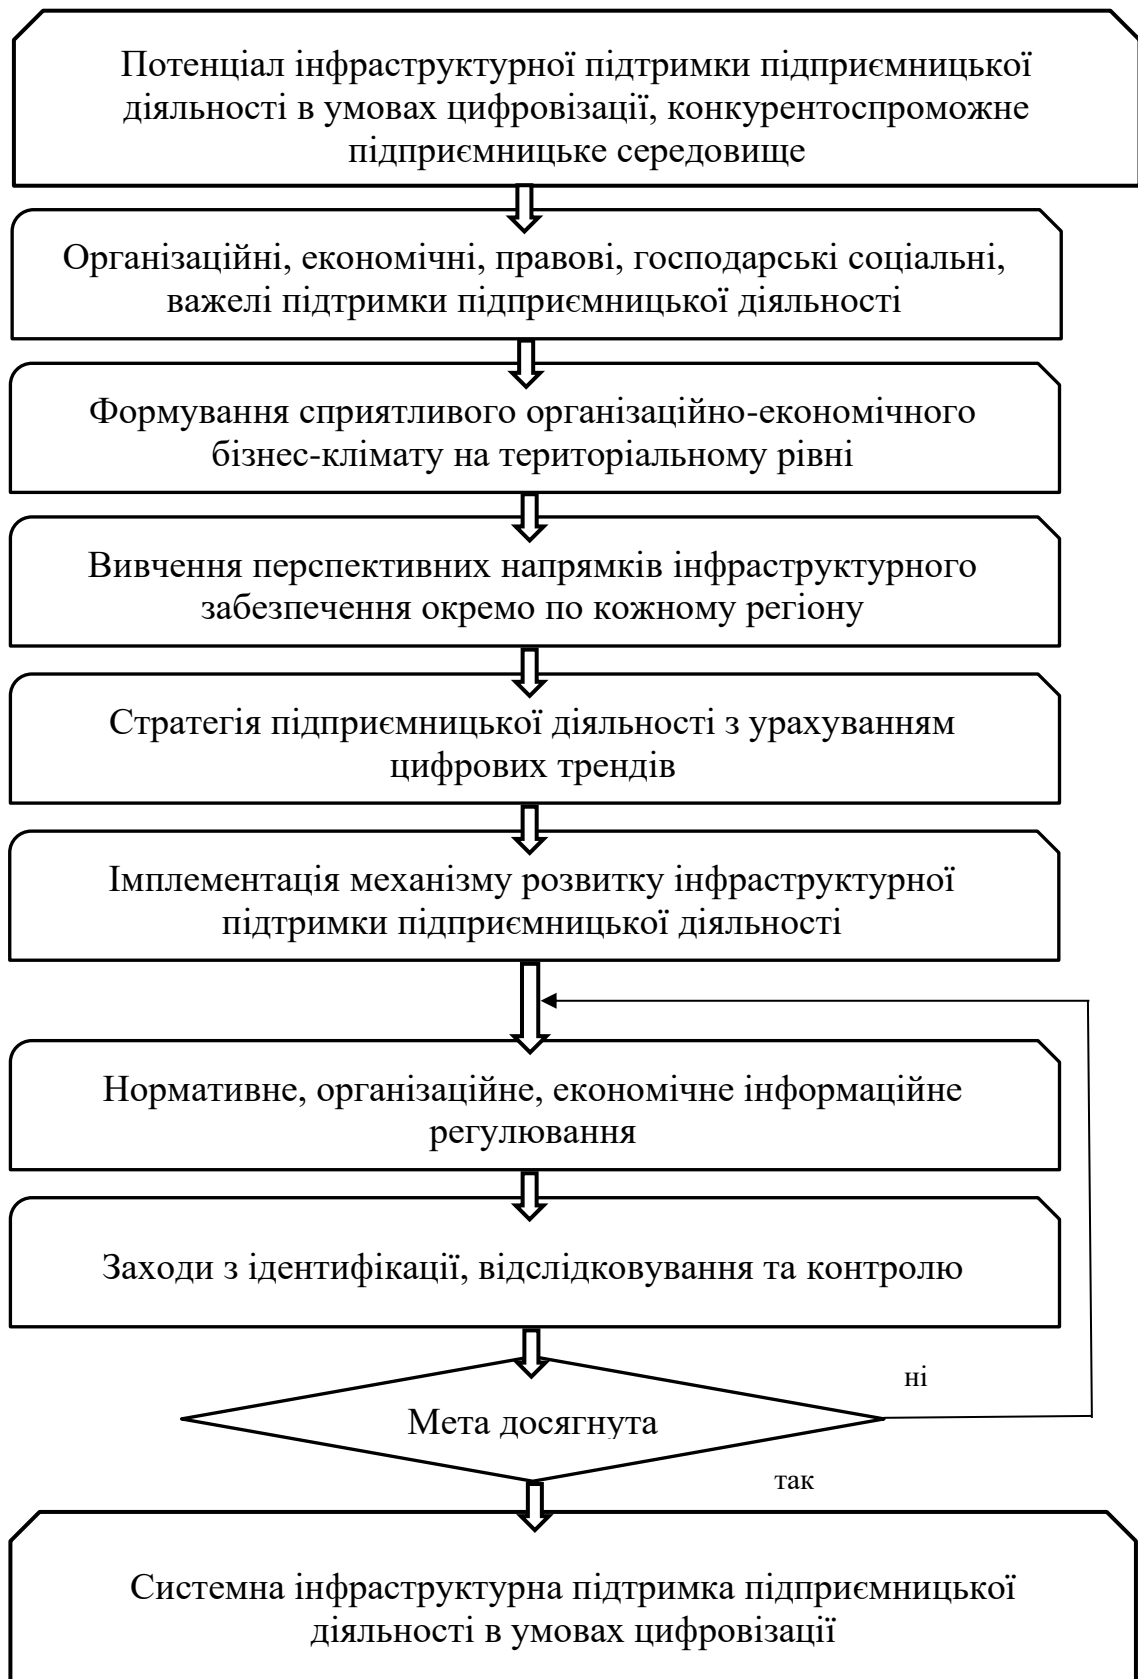 Потенціал інфраструктурної підтримки підприємницької
діяльності в умовах цифровізації, конкурентоспроможне
підприємницьке середовище
Організаційні, економічні, правові, господарські соціальні,
важелі підтримки підприємницької діяльності
Формування сприятливого організаційно-економічного
бізнес-клімату на територіальному рівні
Вивчення перспективних напрямків інфраструктурного
забезпечення окремо по кожному регіону
Стратегія підприємницької діяльності з урахуванням
цифрових трендів
Імплементація механізму розвитку інфраструктурної
підтримки підприємницької діяльності
Нормативне, організаційне, економічне інформаційне
регулювання
Заходи з ідентифікації, відслідковування та контролю
ні
Мета досягнута
так
Системна інфраструктурна підтримка підприємницької
діяльності в умовах цифровізації